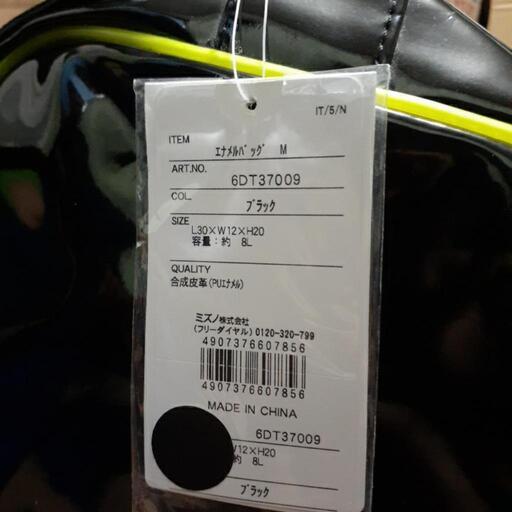 IT/5/N
ITEM
ｴﾅﾒﾙﾊﾞｯｸﾞ M
ART.NO.
6DT37009
COL.
ﾌﾞﾗｯｸ
SIZE
L30×W12×H20
容量：約 8L
QUALITY
合成皮革(PUｴﾅﾒﾙ)
ミズノ株式会社
(フリーダイヤル) 0120-320-799
4907376607856
4907376607856
MADE IN CHINA
6DT37009
W12×H20
約 8L
ﾌﾞﾗｯｸ